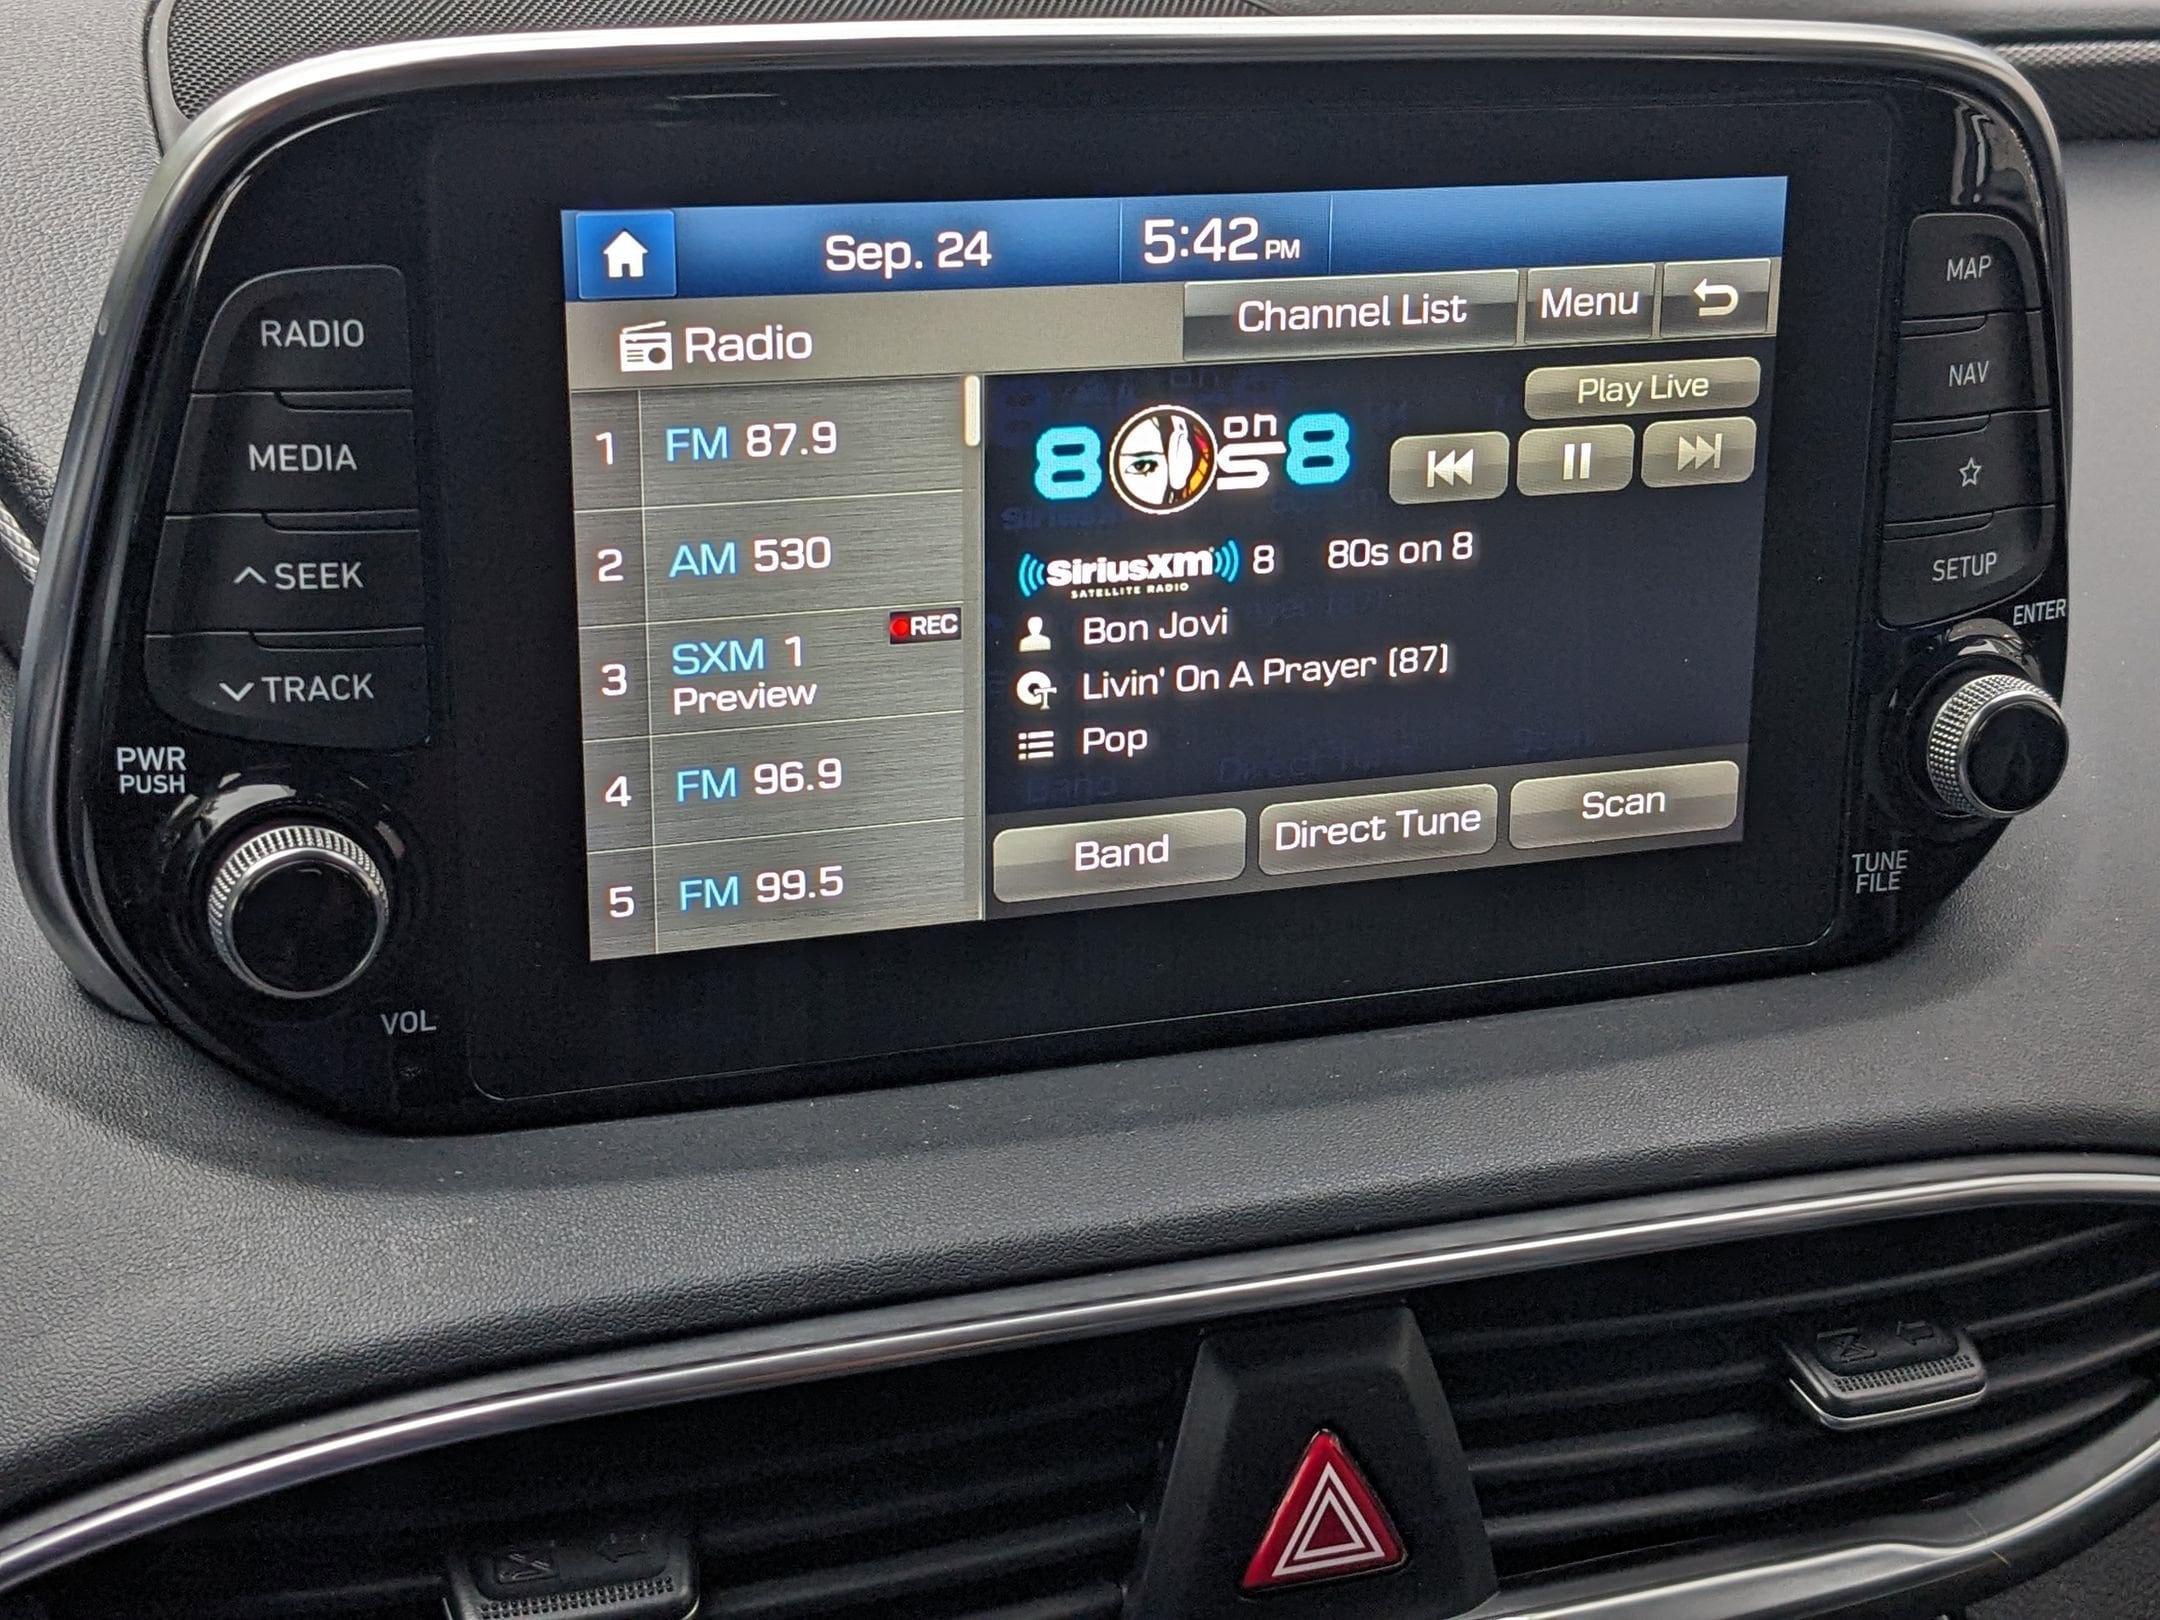 Sep. 24
5:42 PM
Radio
Channel List
Menu
RADIO
MEDIA
SEEK
TRACK
PWR
PUSH
VOL
1 FM 87.9
2 AM 530
3 SXM 1
REC
Preview
4 FM 96.9
5 FM 99.5
80s on 8
Play Live
((SiriusXM)) 8 80s on 8
SATELLITE RADIO
Bon Jovi
Livin' On A Prayer (87)
Pop
Band
Direct Tune
Scan
MAP
NAV
SETUP
ENTER
TUNE
FILE